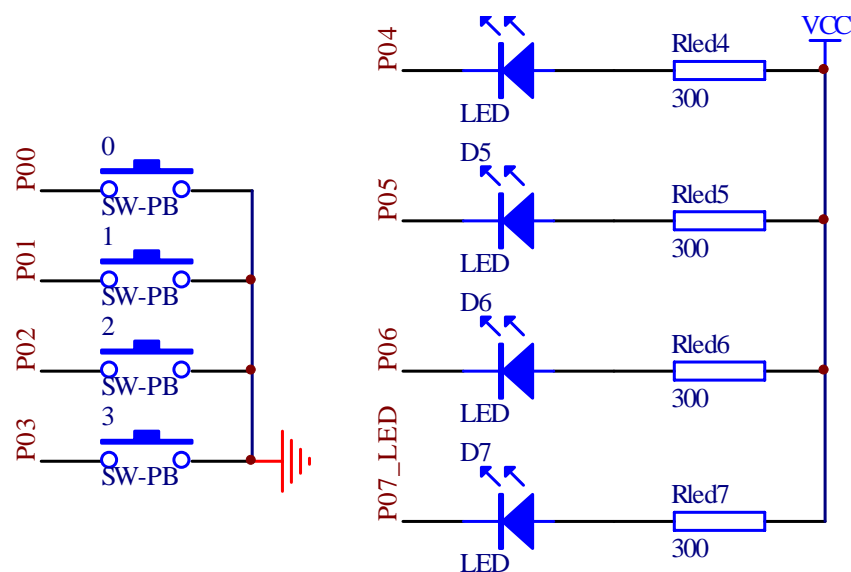 P00
0
SW-PB
P01
1
SW-PB
P02
2
SW-PB
P03
3
SW-PB
VCC
P04
LED
Rled4
300
D5
P05
LED
Rled5
300
D6
P06
LED
Rled6
300
D7
P07_LED
LED
Rled7
300